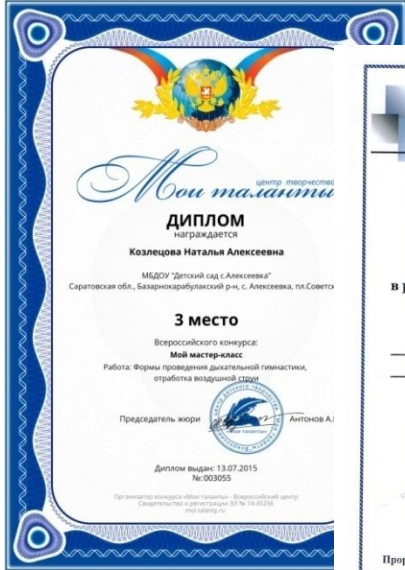 центр творчества
Мои таланты
ДИПЛОМ
награждается
Козлецова Наталья Алексеевна
МБДОУ "Детский сад с.Алексеевка"
Саратовская обл., Базарнокарабулакский р-н, с. Алексеевка, пл.Советск
3 место
Всероссийского конкурса:
Мой мастер-класс
Работа: Формы проведения дыхательной гимнастики,
отработка воздушной струи
Председатель жюри Антонов А.
Диплом выдан: 13.07.2015
№:003055
Организатор конкурса «Мои таланты» - Всероссийский центр
Свидетельство о регистрации ЭЛ № 74-45256
moi-talanty.ru
в р
Прор